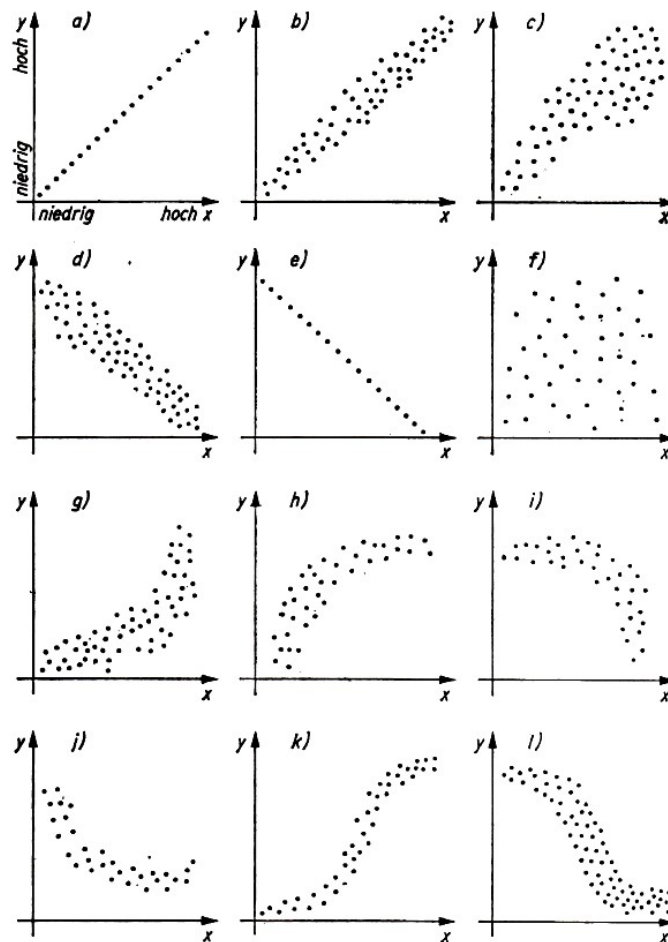 y a) y b) y c)
hoch
niedrig
niedrig hoch x x x
y d) y e) y f)
x x x
y g) y h) y i)
x x x
y j) y k) y l)
x x x